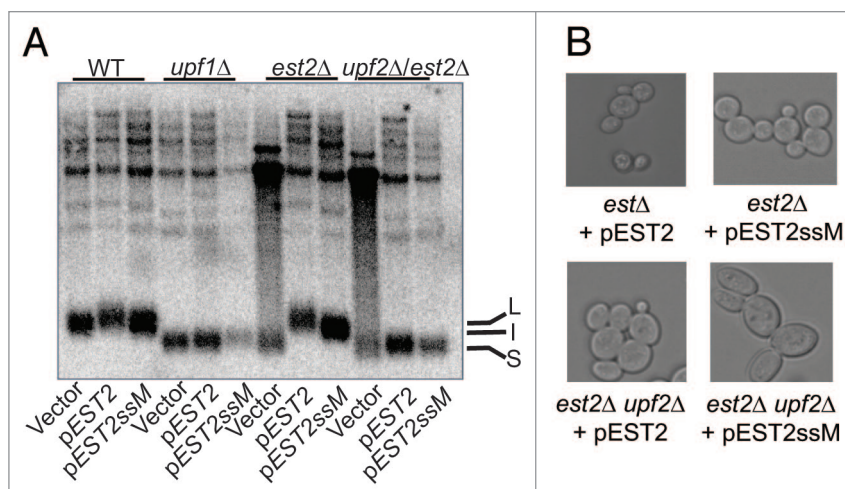 A
WT upf1Δ est2Δ upf2Δ/est2Δ
L
I
S
Vector
pEST2
pEST2ssM
Vector
pEST2
pEST2ssM
Vector
pEST2
pEST2ssM
Vector
pEST2
pEST2ssM
B
estΔ
+ pEST2
est2Δ
+ pEST2ssM
est2Δ upf2Δ
+ pEST2
est2Δ upf2Δ
+ pEST2ssM